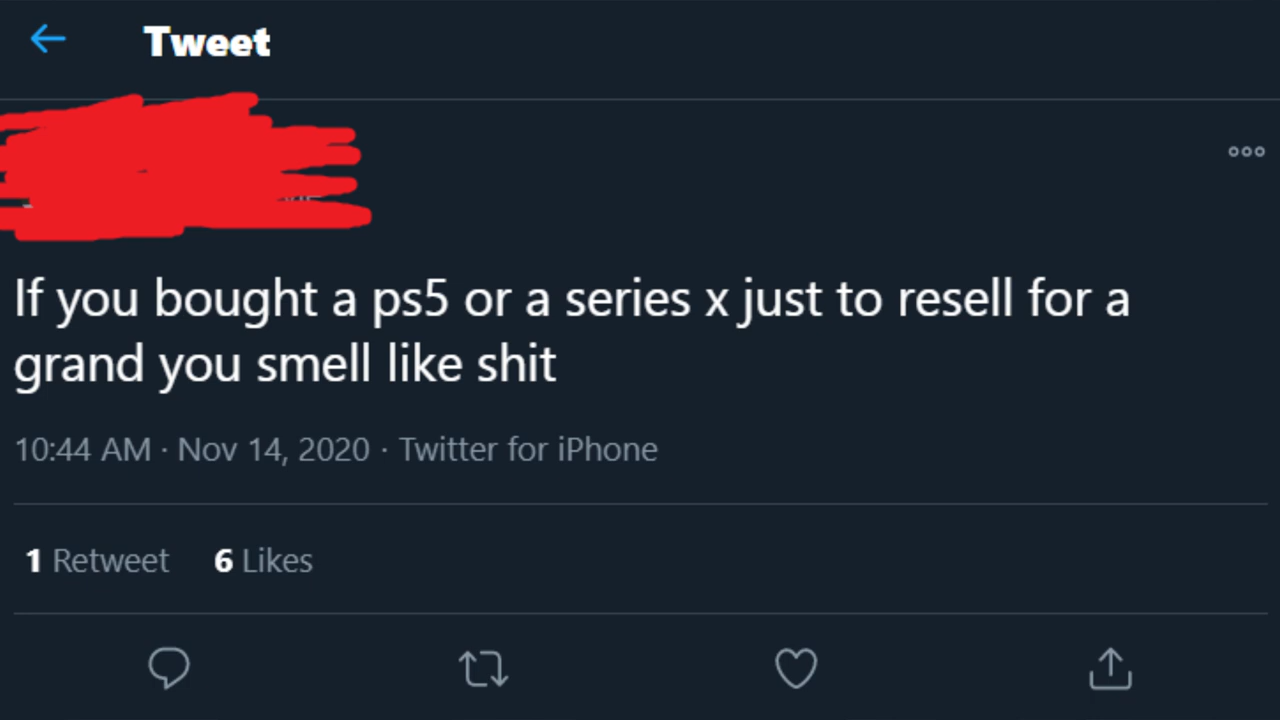 Tweet
If you bought a ps5 or a series x just to resell for a
grand you smell like shit
10:44 AM · Nov 14, 2020 · Twitter for iPhone
1 Retweet 6 Likes